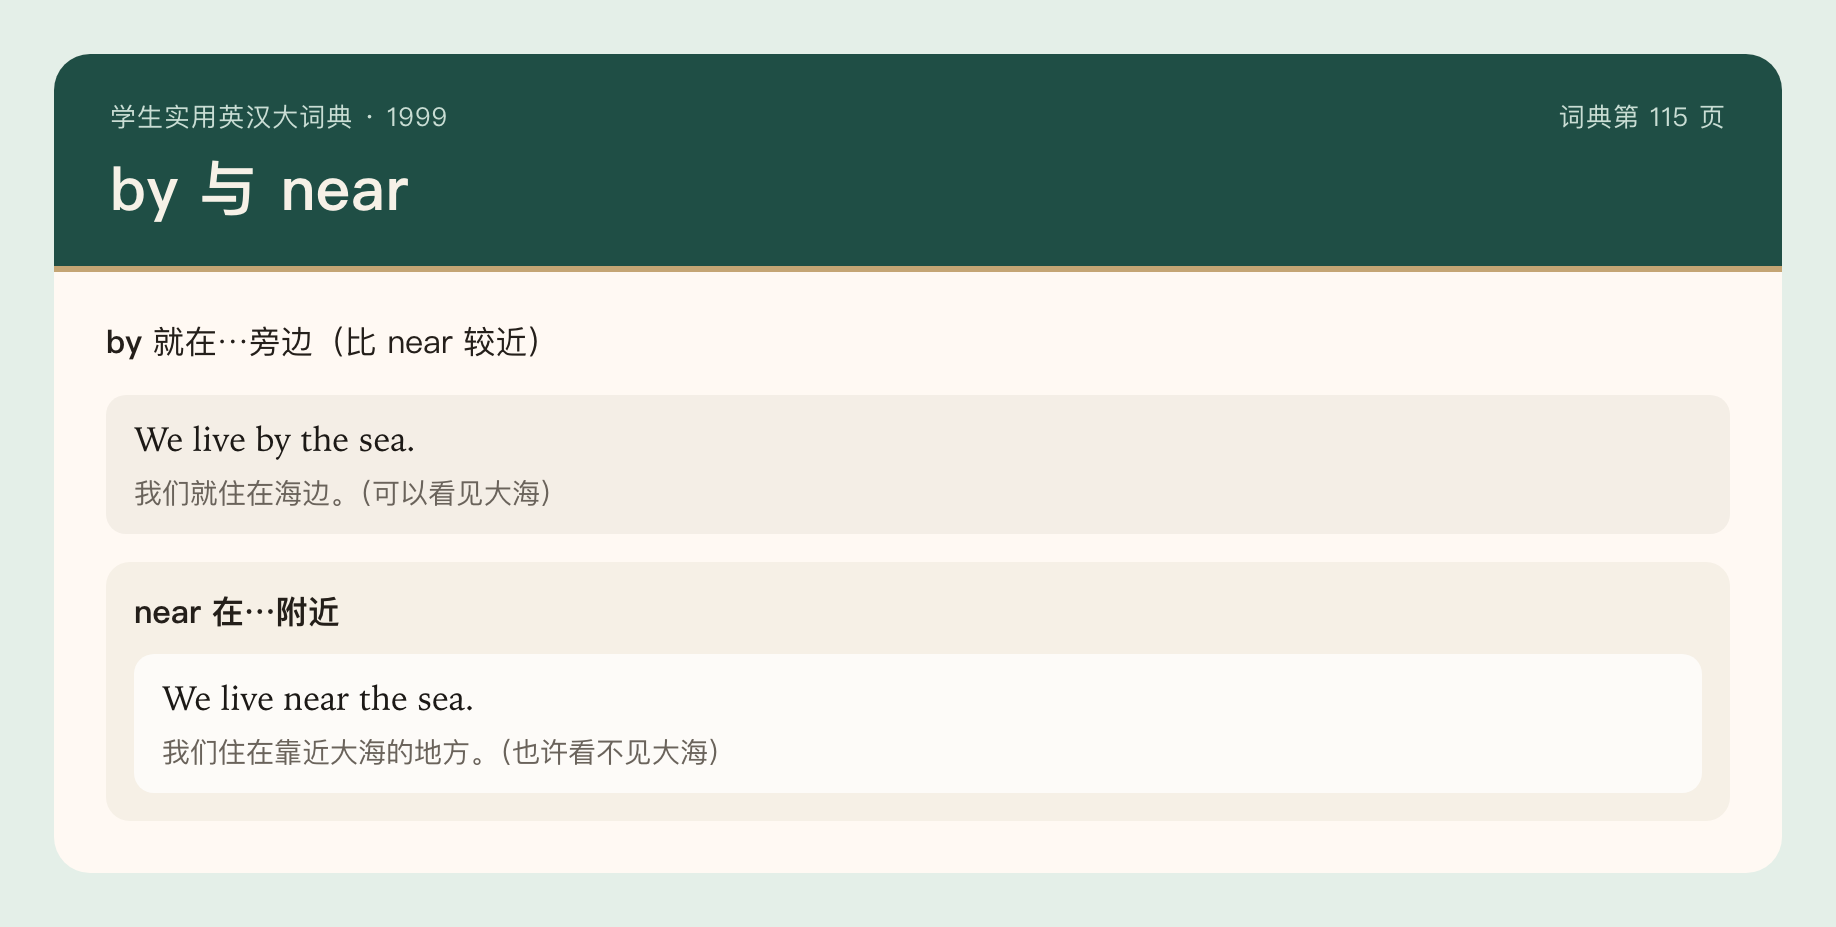 学生实用英汉大词典 · 1999
词典第 115 页
by 与 near
by 就在…旁边（比 near 较近）
We live by the sea.
我们就住在海边。（可以看见大海）
near 在…附近
We live near the sea.
我们住在靠近大海的地方。（也许看不见大海）